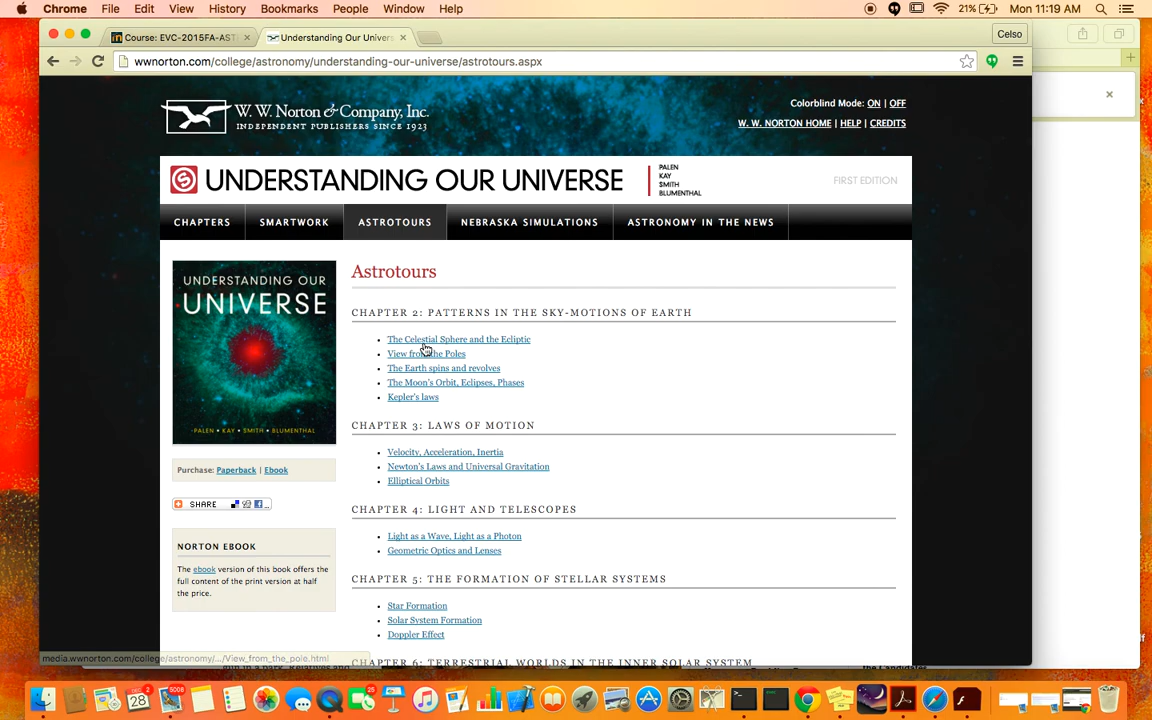 Chrome File Edit View History Bookmarks People Window Help 21% Mon 11:19 AM
Course: EVC-2015FA-AST × Understanding Our Univers × Celso
wwnorton.com/college/astronomy/understanding-our-universe/astrotours.aspx
W. W. Norton & Company, Inc.
INDEPENDENT PUBLISHERS SINCE 1923
Colorblind Mode: ON | OFF
W. W. NORTON HOME | HELP | CREDITS
UNDERSTANDING OUR UNIVERSE
PALEN
KAY
SMITH
BLUMENTHAL
FIRST EDITION
CHAPTERS SMARTWORK ASTROTOURS NEBRASKA SIMULATIONS ASTRONOMY IN THE NEWS
UNDERSTANDING OUR
UNIVERSE
PALEN • KAY • SMITH • BLUMENTHAL
Purchase: Paperback | Ebook
SHARE
NORTON EBOOK
The ebook version of this book offers the
full content of the print version at half
the price.
Astrotours
CHAPTER 2: PATTERNS IN THE SKY-MOTIONS OF EARTH
• The Celestial Sphere and the Ecliptic
• View from the Poles
• The Earth spins and revolves
• The Moon's Orbit, Eclipses, Phases
• Kepler's laws
CHAPTER 3: LAWS OF MOTION
• Velocity, Acceleration, Inertia
• Newton's Laws and Universal Gravitation
• Elliptical Orbits
CHAPTER 4: LIGHT AND TELESCOPES
• Light as a Wave, Light as a Photon
• Geometric Optics and Lenses
CHAPTER 5: THE FORMATION OF STELLAR SYSTEMS
• Star Formation
• Solar System Formation
• Doppler Effect
CHAPTER 6: TERRESTRIAL WORLDS IN THE INNER SOLAR SYSTEM
media.wwnorton.com/college/astronomy/.../View_from_the_pole.html
DEC 28 2 5008 25